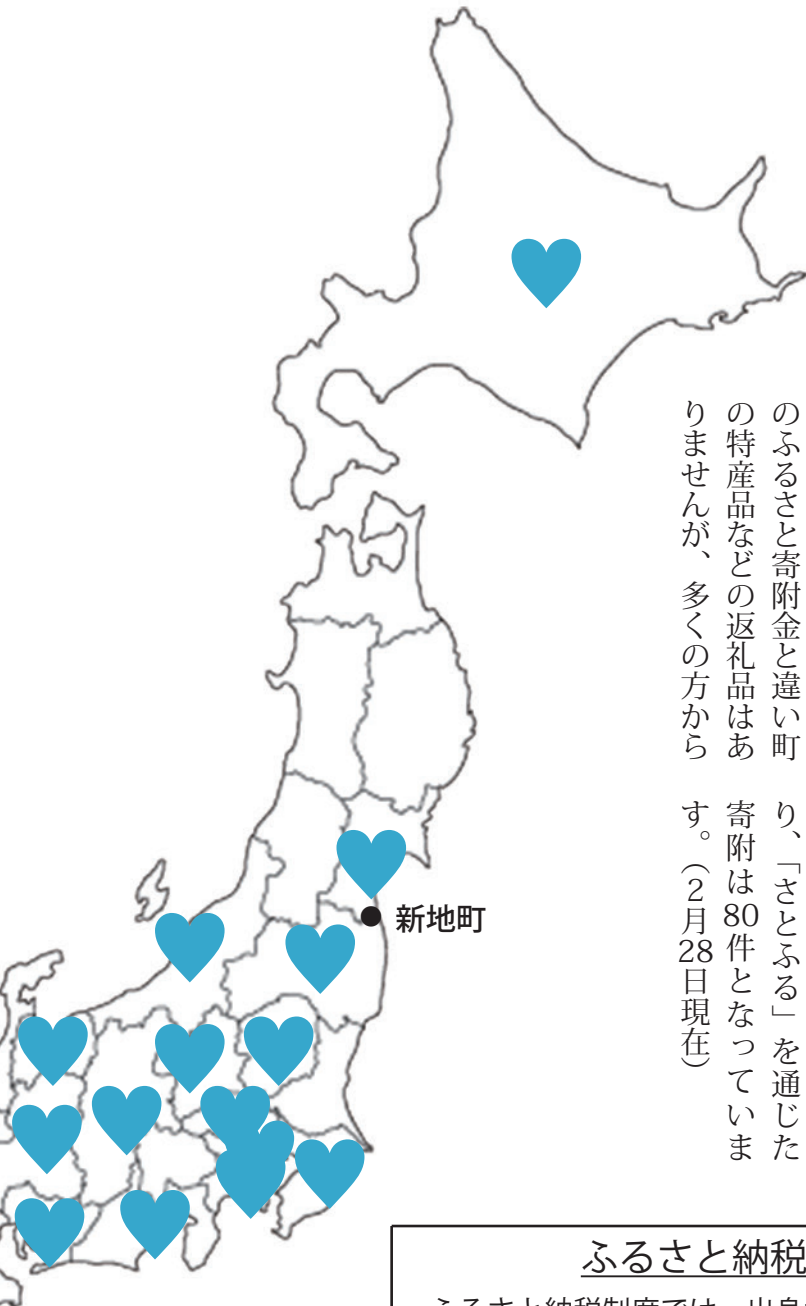 のふるさと寄附金と違い町
の特産品などの返礼品はあ
りませんが、多くの方から
り、「さとふる」を通じた
寄附は80件となっていま
す。（2月28日現在）
新地町
ふるさと納税